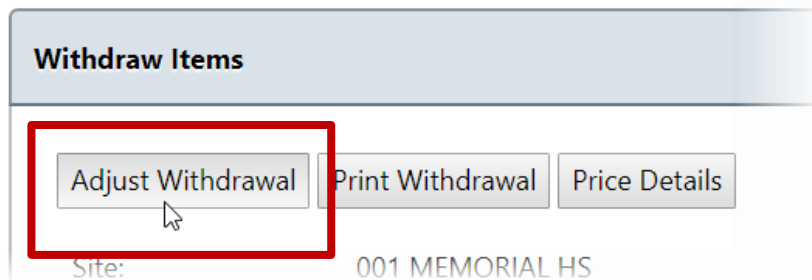 Withdraw Items
Adjust Withdrawal Print Withdrawal Price Details
Site: 001 MEMORIAL HS